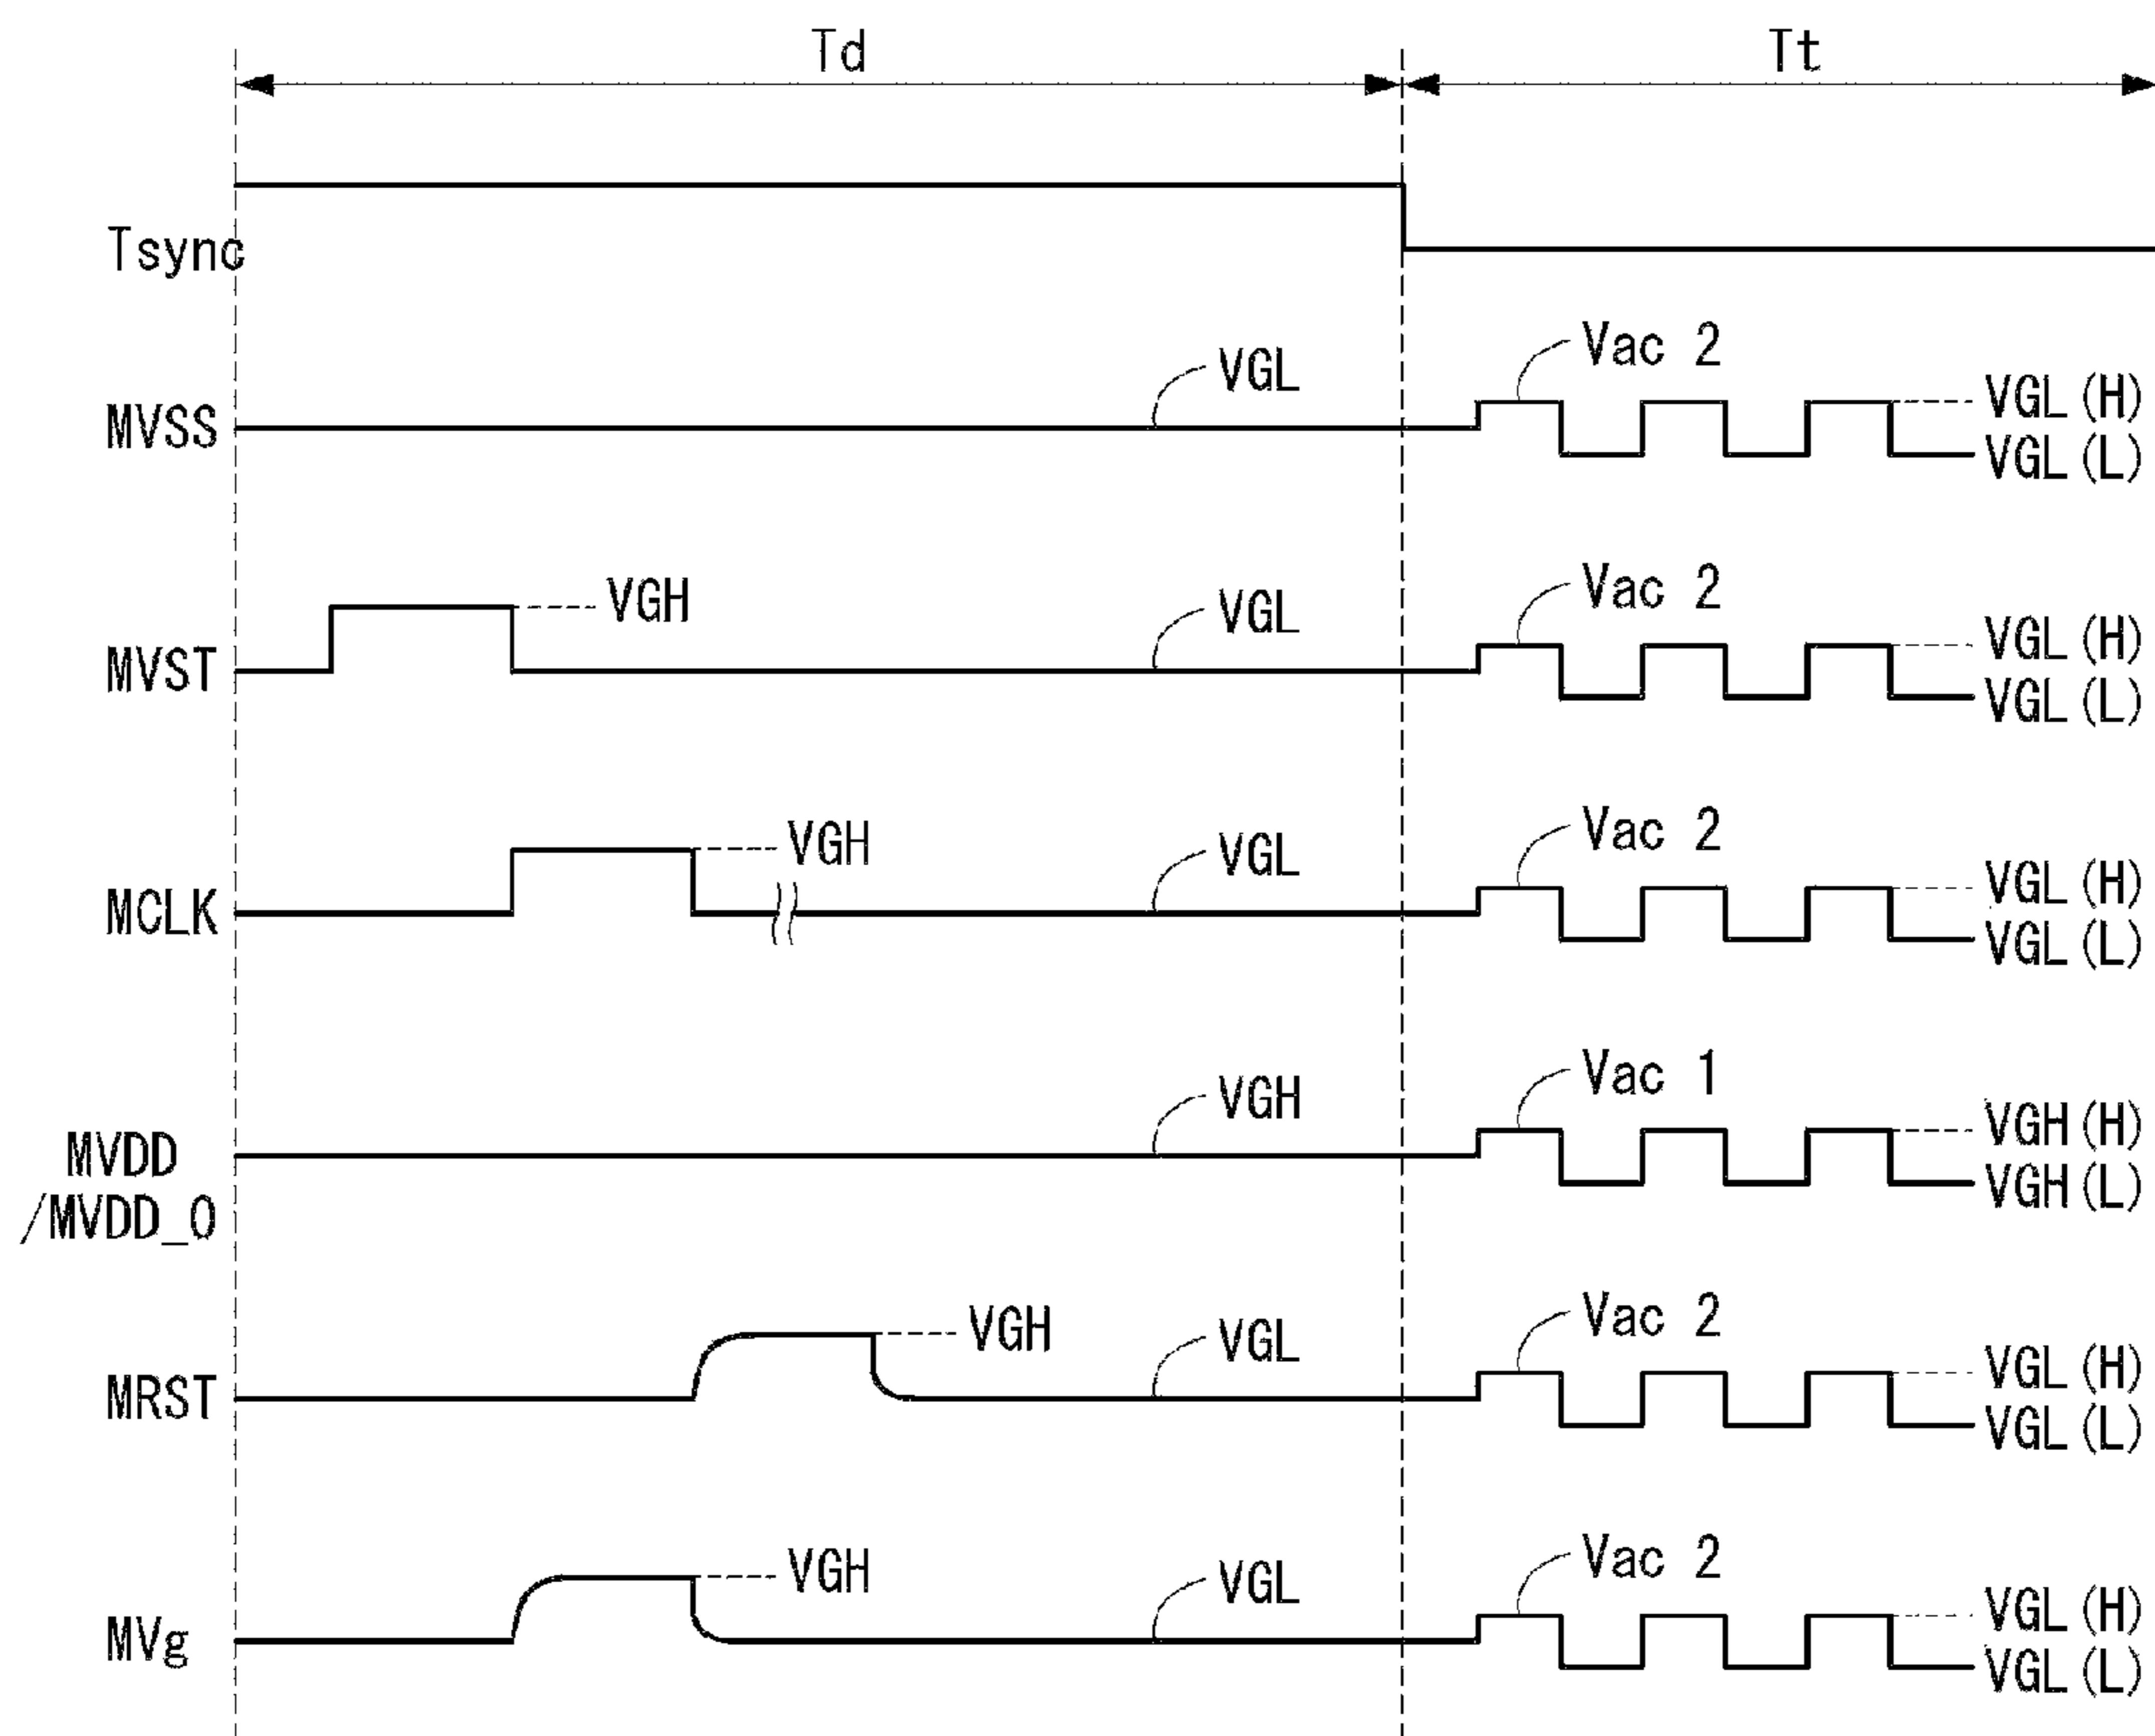 Td Tt
Tsync
Vac 2
VGL
MVSS
VGL(H)
VGL(L)
Vac 2
VGH
VGL
MVST
VGL(H)
VGL(L)
Vac 2
VGH
VGL
MCLK
VGL(H)
VGL(L)
Vac 1
VGH
MVDD
/MVDD_O
VGH(H)
VGH(L)
Vac 2
VGH
VGL
MRST
VGL(H)
VGL(L)
Vac 2
VGH
VGL
MVg
VGL(H)
VGL(L)